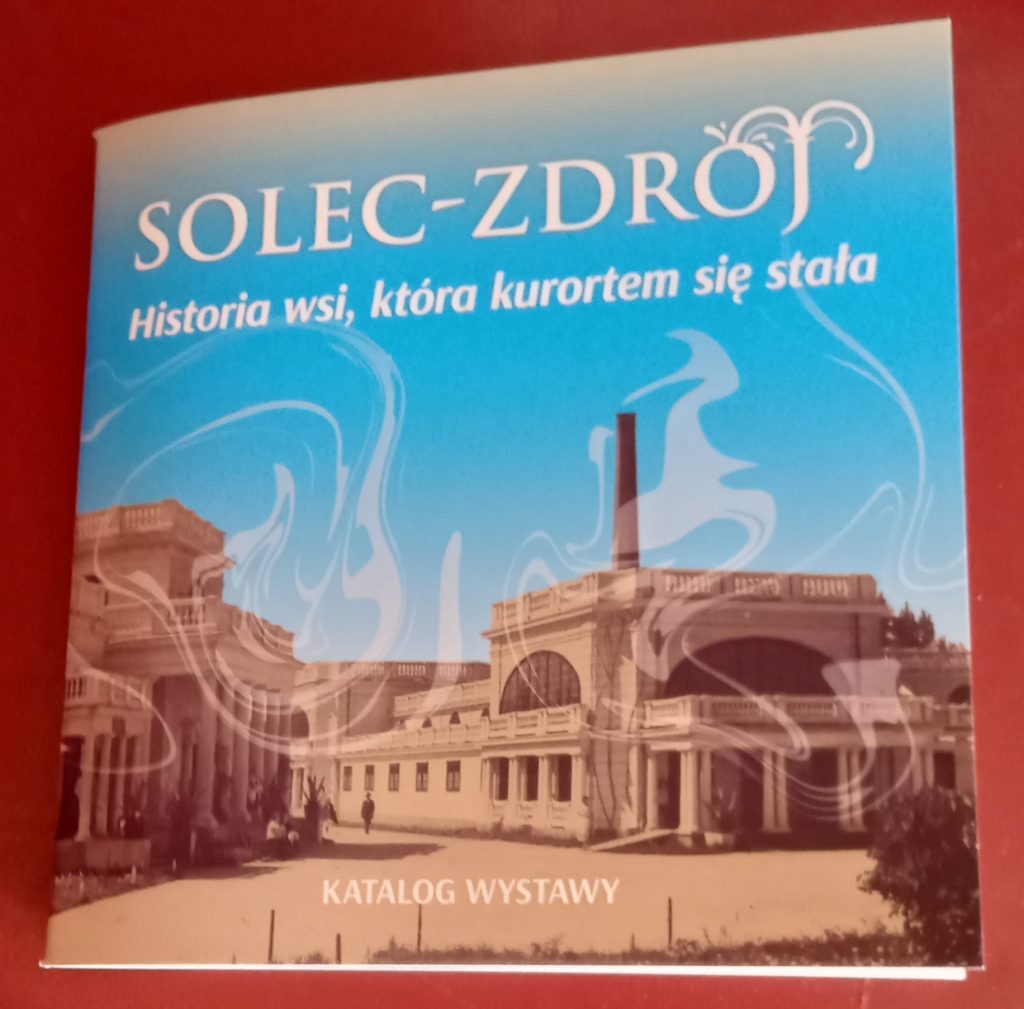 SOLEC-ZDRÓJ
Historia wsi, która kurortem się stała
KATALOG WYSTAWY